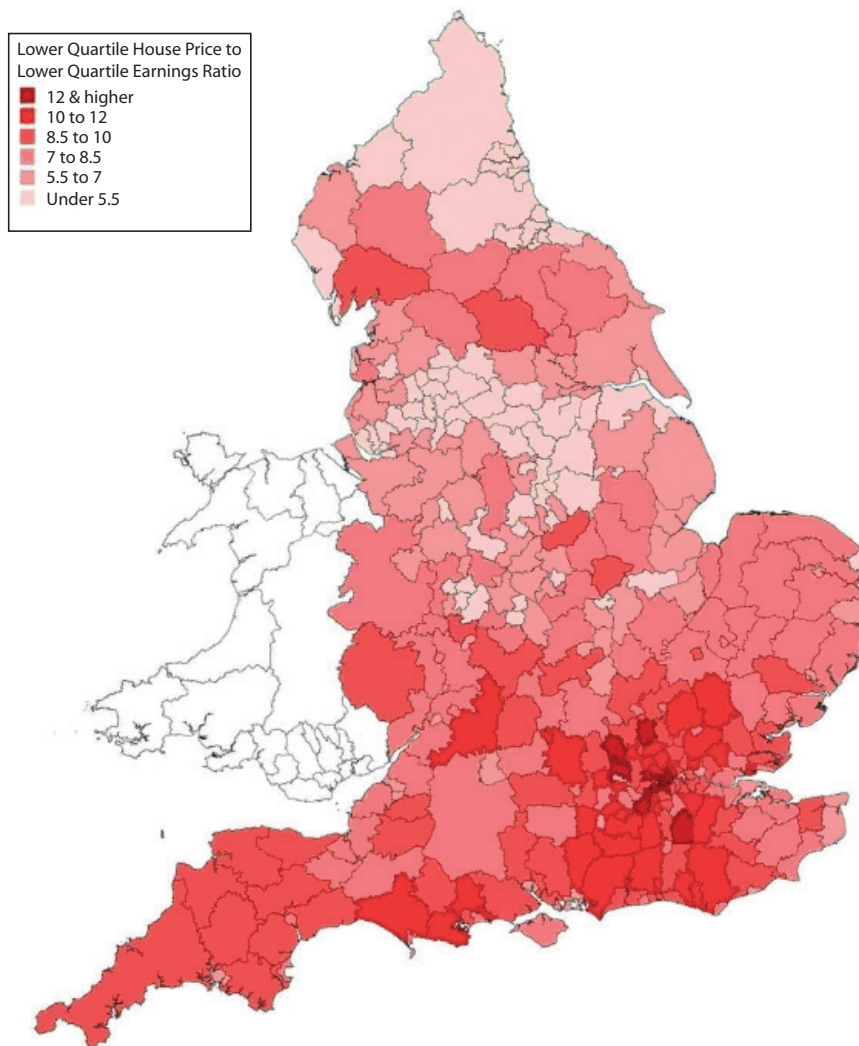 Lower Quartile House Price to
Lower Quartile Earnings Ratio
12 & higher
10 to 12
8.5 to 10
7 to 8.5
5.5 to 7
Under 5.5